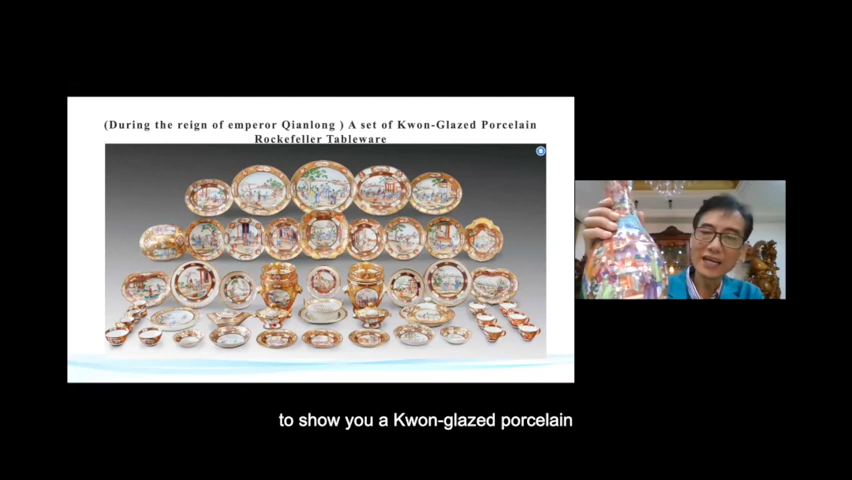 (During the reign of emperor Qianlong ) A set of Kwon-Glazed Porcelain
Rockefeller Tableware
to show you a Kwon-glazed porcelain